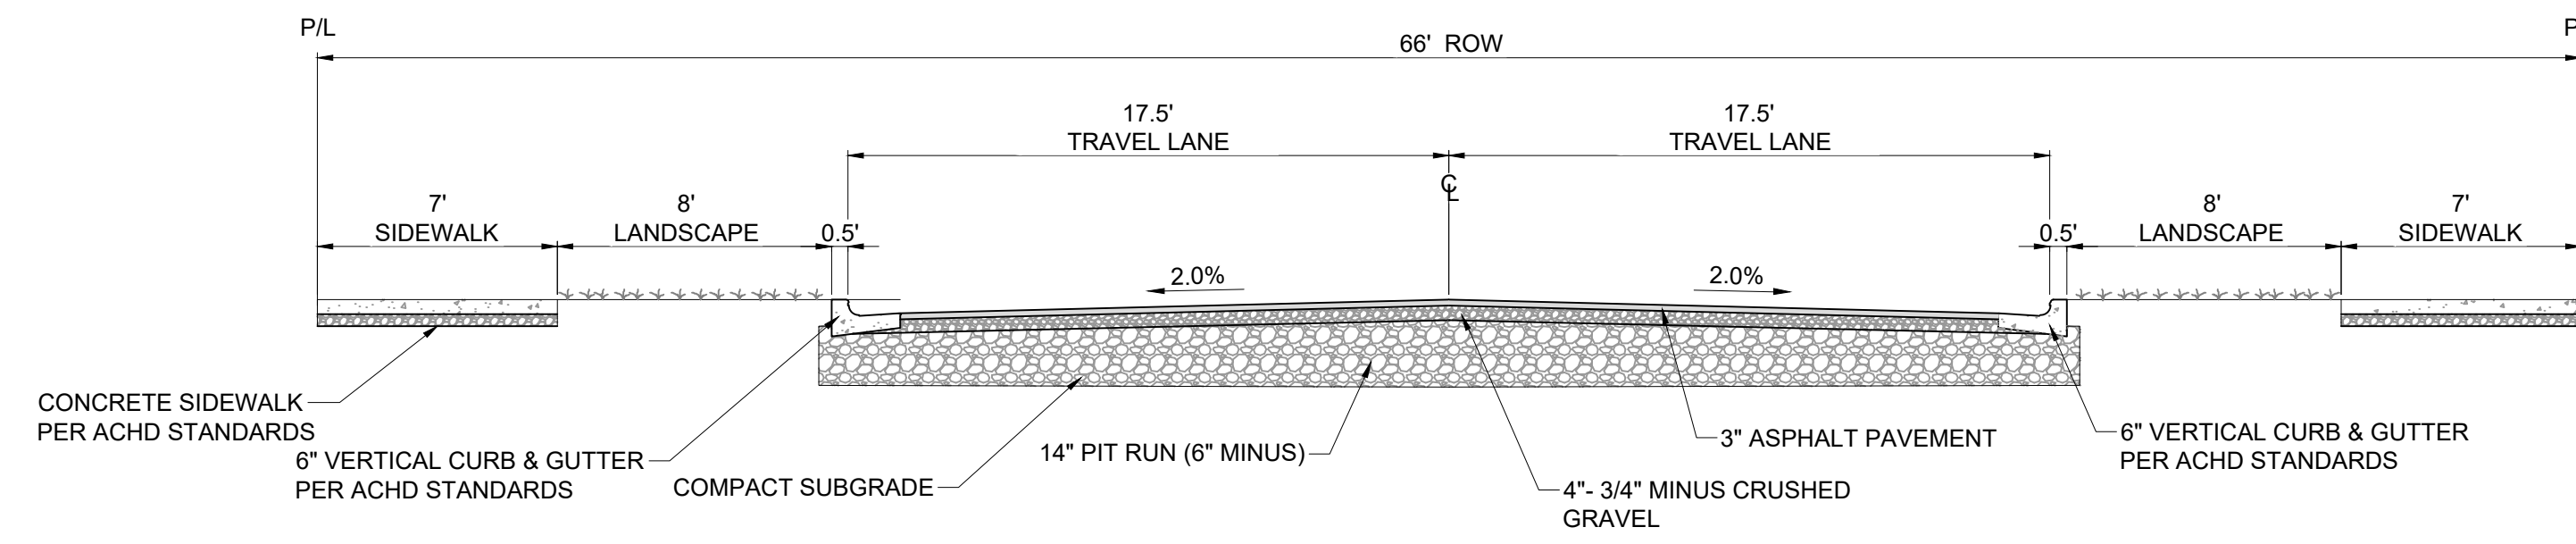 P/L
P
66' ROW
17.5'
TRAVEL LANE
17.5'
TRAVEL LANE
℄
7'
SIDEWALK
8'
LANDSCAPE
0.5'
0.5'
8'
LANDSCAPE
7'
SIDEWALK
2.0%
2.0%
CONCRETE SIDEWALK
PER ACHD STANDARDS
6" VERTICAL CURB & GUTTER
PER ACHD STANDARDS
COMPACT SUBGRADE
14" PIT RUN (6" MINUS)
3" ASPHALT PAVEMENT
4"- 3/4" MINUS CRUSHED
GRAVEL
6" VERTICAL CURB & GUTTER
PER ACHD STANDARDS